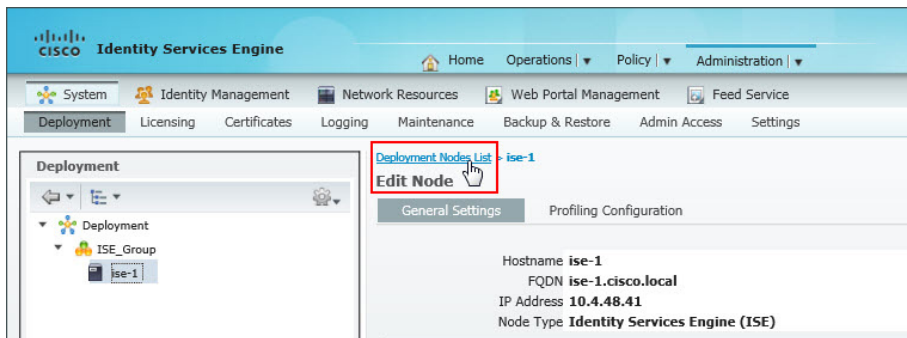 CISCO Identity Services Engine
Home Operations | Policy | Administration |
System Identity Management Network Resources Web Portal Management Feed Service
Deployment Licensing Certificates Logging Maintenance Backup & Restore Admin Access Settings
Deployment
Deployment
ISE_Group
ise-1
Deployment Nodes List > ise-1
Edit Node
General Settings Profiling Configuration
Hostname ise-1
FQDN ise-1.cisco.local
IP Address 10.4.48.41
Node Type Identity Services Engine (ISE)